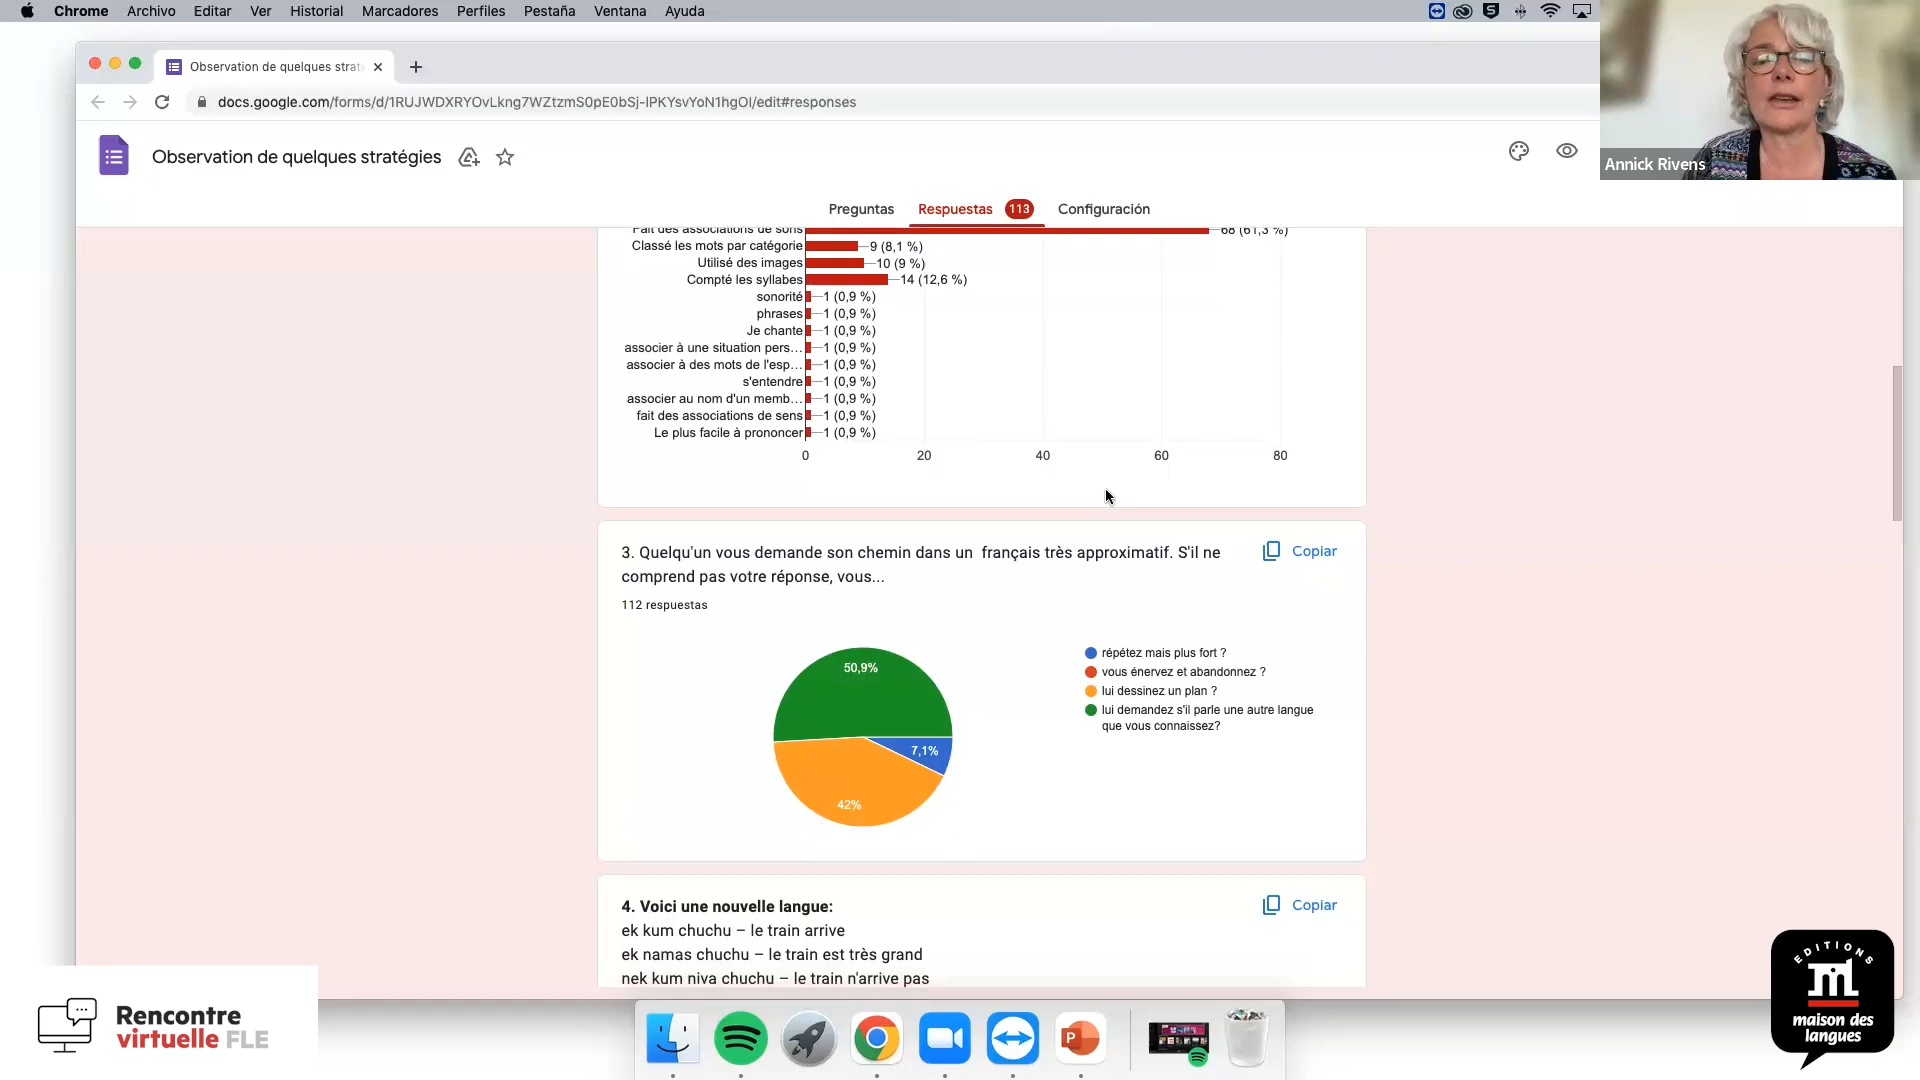 Chrome Archivo Editar Ver Historial Marcadores Perfiles Pestaña Ventana Ayuda
Observation de quelques strat
docs.google.com/forms/d/1RUJWDXRYOvLkng7WZtzmS0pE0bSj-IPKYsvYoN1hgOI/edit#responses
Observation de quelques stratégies
Annick Rivens
Preguntas Respuestas 113 Configuración
Fait des associations de sons 68 (61,3 %)
Classé les mots par catégorie 9 (8,1 %)
Utilisé des images 10 (9 %)
Compté les syllabes 14 (12,6 %)
sonorité 1 (0,9 %)
phrases 1 (0,9 %)
Je chante 1 (0,9 %)
associer à une situation pers... 1 (0,9 %)
associer à des mots de l'esp... 1 (0,9 %)
s'entendre 1 (0,9 %)
associer au nom d'un memb... 1 (0,9 %)
fait des associations de sens 1 (0,9 %)
Le plus facile à prononcer 1 (0,9 %)
0 20 40 60 80
3. Quelqu'un vous demande son chemin dans un français très approximatif. S'il ne
comprend pas votre réponse, vous...
Copiar
112 respuestas
50,9%
7,1%
42%
répétez mais plus fort ?
vous énervez et abandonnez ?
lui dessinez un plan ?
lui demandez s'il parle une autre langue
que vous connaissez?
4. Voici une nouvelle langue:
Copiar
ek kum chuchu – le train arrive
ek namas chuchu – le train est très grand
nek kum niva chuchu – le train n'arrive pas
Rencontre
virtuelle FLE
P
EDITIONS
maison des
langues